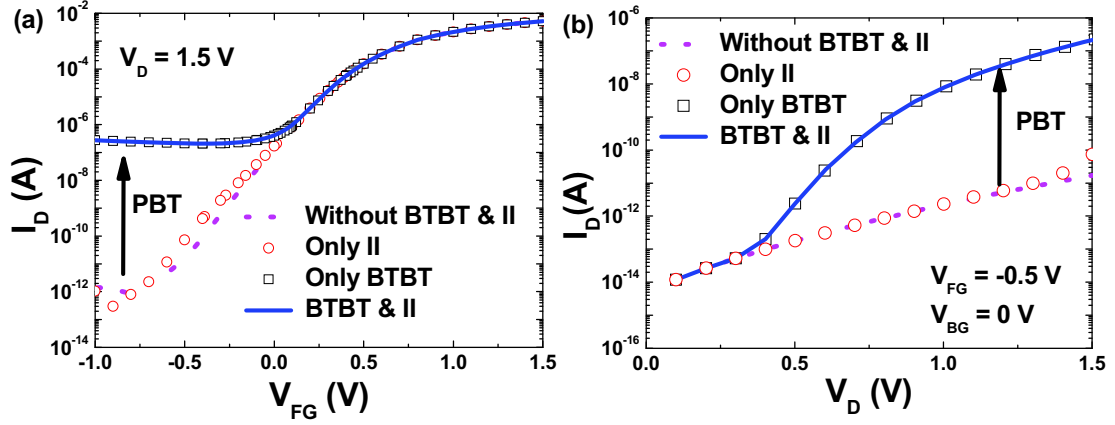 (a)
V_D = 1.5 V
PBT
Without BTBT & II
Only II
Only BTBT
BTBT & II
I_D (A)
10^-2
10^-4
10^-6
10^-8
10^-10
10^-12
10^-14
-1.0 -0.5 0.0 0.5 1.0 1.5
V_FG (V)
(b)
Without BTBT & II
Only II
Only BTBT
BTBT & II
PBT
V_FG = -0.5 V
V_BG = 0 V
I_D(A)
10^-6
10^-8
10^-10
10^-12
10^-14
10^-16
0.0 0.5 1.0 1.5
V_D (V)